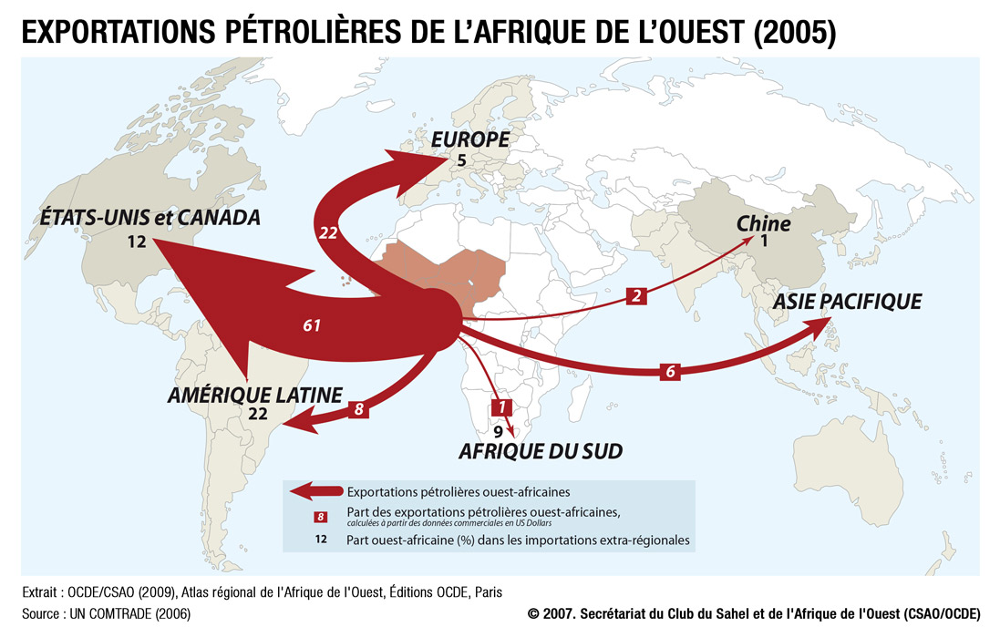 EXPORTATIONS PÉTROLIÈRES DE L'AFRIQUE DE L'OUEST (2005)
EUROPE
5
ÉTATS-UNIS et CANADA
12
22
Chine
1
2
ASIE PACIFIQUE
61
6
AMÉRIQUE LATINE
22
8
1
9
AFRIQUE DU SUD
Exportations pétrolières ouest-africaines
8
Part des exportations pétrolières ouest-africaines,
calculées à partir des données commerciales en US Dollars
12
Part ouest-africaine (%) dans les importations extra-régionales
Extrait : OCDE/CSAO (2009), Atlas régional de l'Afrique de l'Ouest, Éditions OCDE, Paris
Source : UN COMTRADE (2006)
© 2007. Secrétariat du Club du Sahel et de l'Afrique de l'Ouest (CSAO/OCDE)